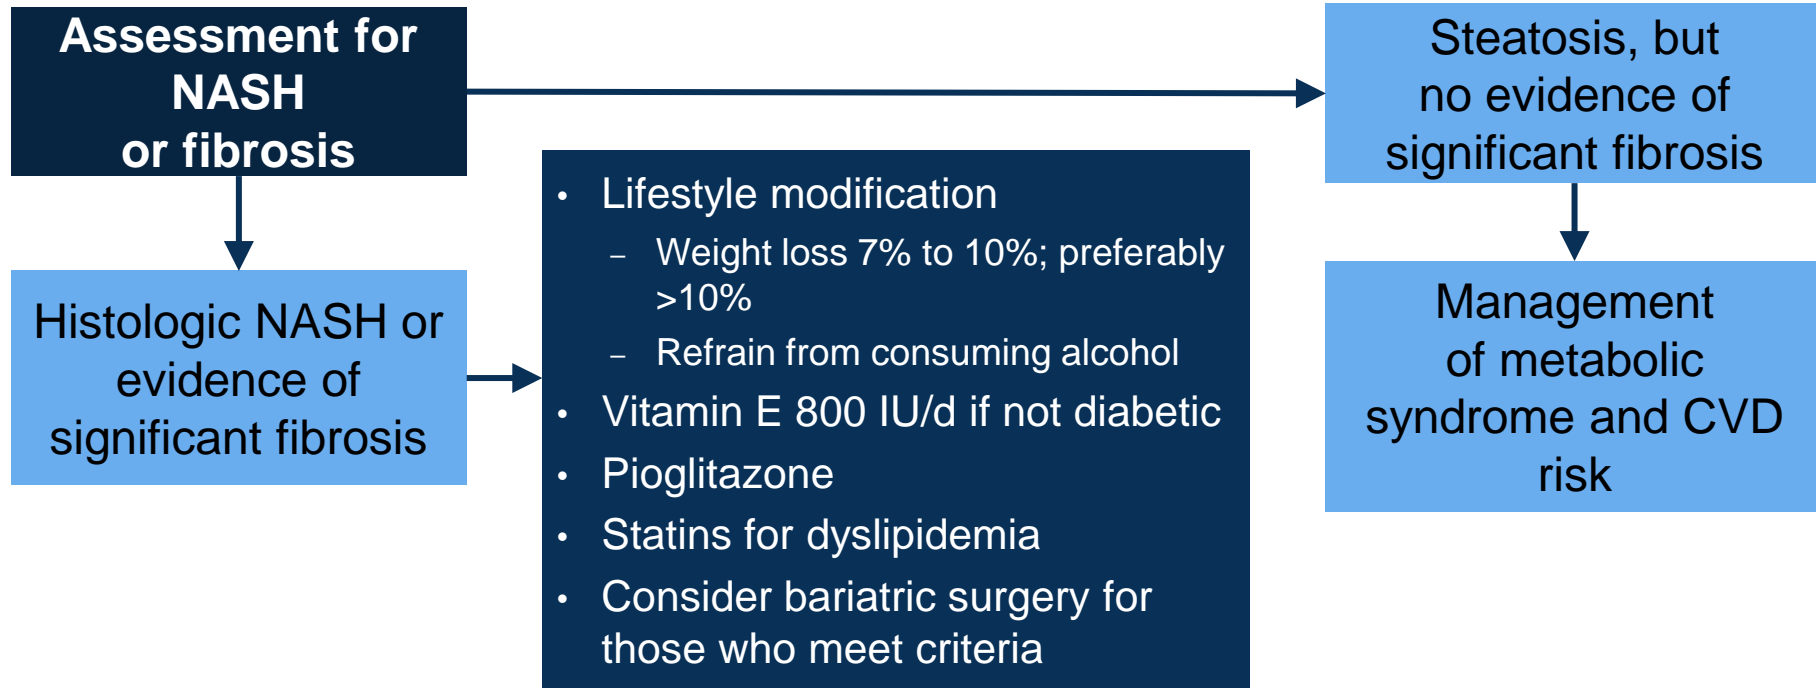 Assessment for
NASH
or fibrosis
Steatosis, but
no evidence of
significant fibrosis
• Lifestyle modification
– Weight loss 7% to 10%; preferably
>10%
– Refrain from consuming alcohol
• Vitamin E 800 IU/d if not diabetic
• Pioglitazone
• Statins for dyslipidemia
• Consider bariatric surgery for
those who meet criteria
Histologic NASH or
evidence of
significant fibrosis
Management
of metabolic
syndrome and CVD
risk